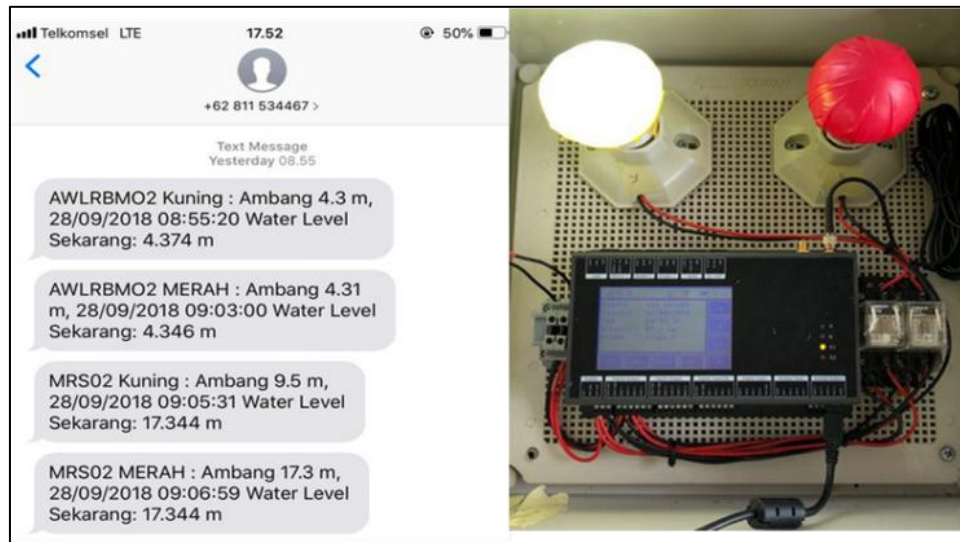 Telkomsel LTE 17.52 50%
+62 811 534467 >
Text Message
Yesterday 08.55
AWLRBMO2 Kuning : Ambang 4.3 m,
28/09/2018 08:55:20 Water Level
Sekarang: 4.374 m
AWLRBMO2 MERAH : Ambang 4.31
m, 28/09/2018 09:03:00 Water Level
Sekarang: 4.346 m
MRS02 Kuning : Ambang 9.5 m,
28/09/2018 09:05:31 Water Level
Sekarang: 17.344 m
MRS02 MERAH : Ambang 17.3 m,
28/09/2018 09:06:59 Water Level
Sekarang: 17.344 m